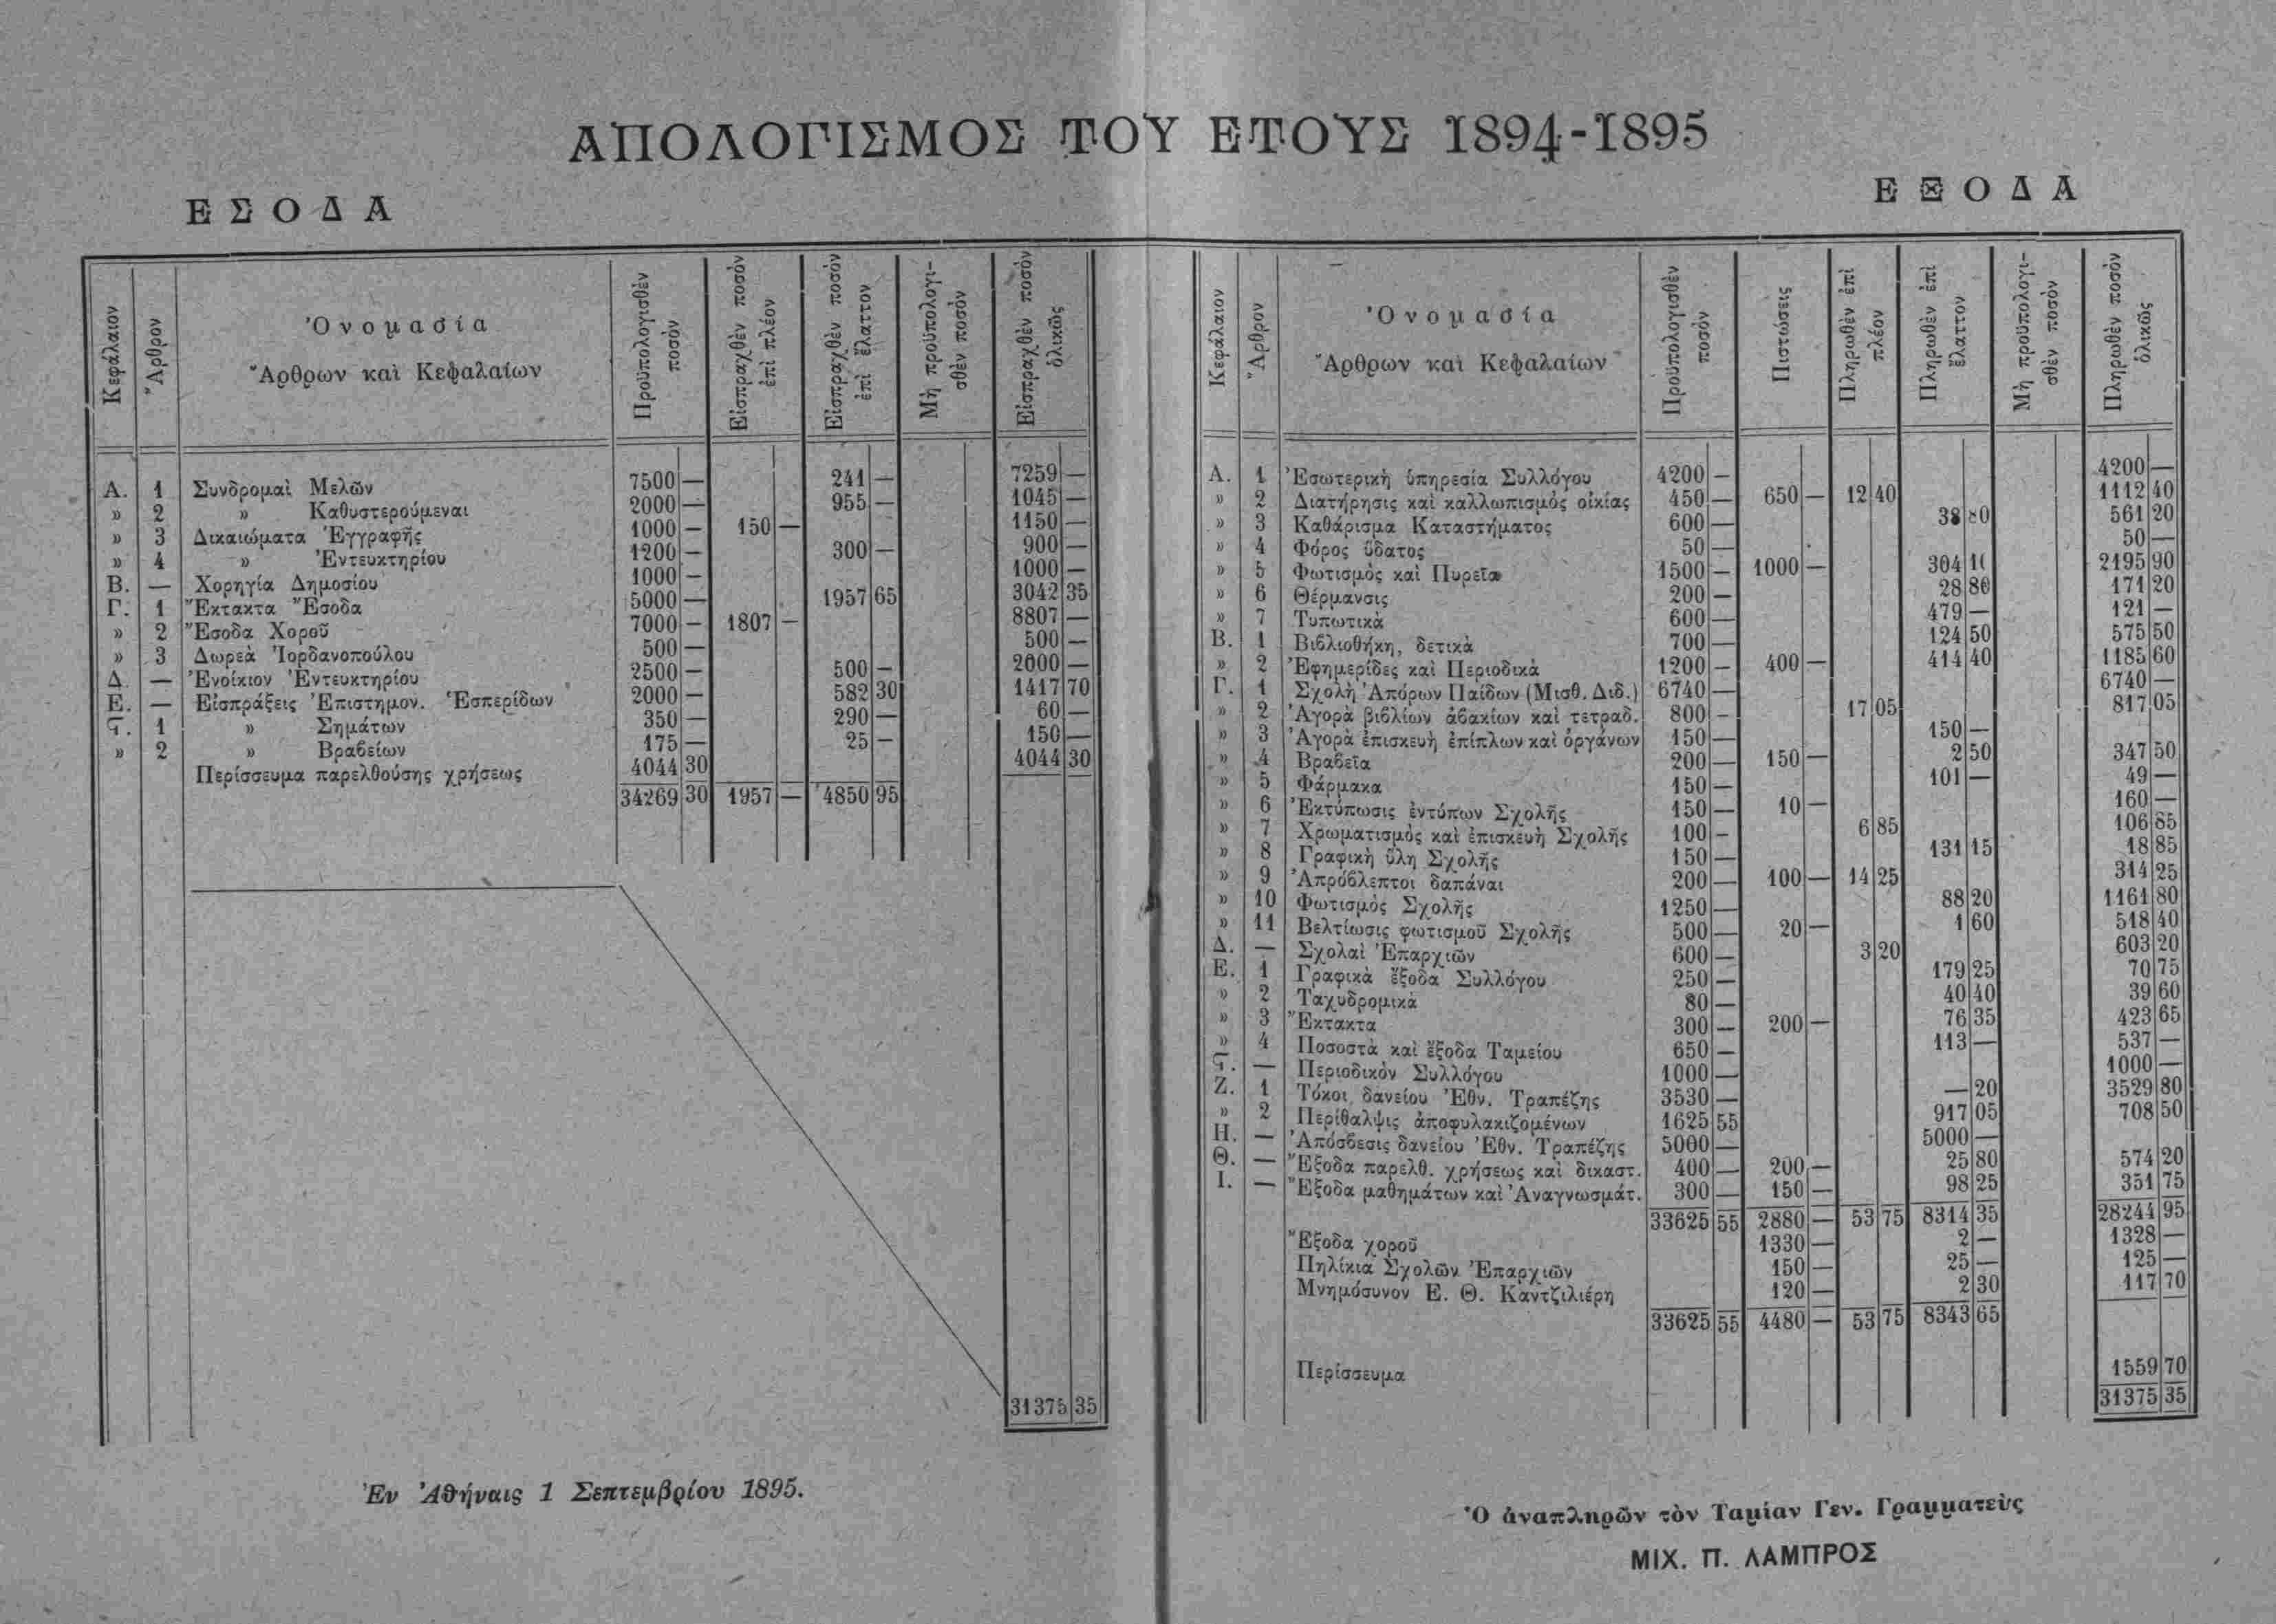 ΑΠΟΛΟΓΙΣΜΟΣ ΤΟΥ ΕΤΟΥΣ 1894-1895
ΕΣΟΔΑ
Κεφάλαιον | Ἄρθρον | Ὀνομασία Ἄρθρων καὶ Κεφαλαίων | Προϋπολογισθὲν ποσὸν | Εἰσπραχθὲν ποσὸν ἐπὶ πλέον | Εἰσπραχθὲν ποσὸν ἐπὶ ἔλαττον | Μὴ προϋπολογισθὲν ποσὸν | Εἰσπραχθὲν ποσὸν ὁλικῶς
Α. 1 Συνδρομαὶ Μελῶν 7500 — 241 — 7259 —
» 2 » Καθυστερούμεναι 2000 — 955 — 1045 —
» 3 Δικαιώματα Ἐγγραφῆς 1000 — 150 — 1150 —
» 4 » Ἐντευκτηρίου 1200 — 300 — 900 —
Β. — Χορηγία Δημοσίου 1000 — 1000 —
Γ. 1 Ἔκτακτα Ἔσοδα 5000 — 1957 65 3042 35
» 2 Ἔσοδα Χοροῦ 7000 — 1807 — 8807 —
» 3 Δωρεὰ Ἰορδανοπούλου 500 — 500 —
Δ. — Ἐνοίκιον Ἐντευκτηρίου 2500 — 500 — 2000 —
Ε. — Εἰσπράξεις Ἐπιστημον. Ἑσπερίδων 2000 — 582 30 1417 70
Ϛ. 1 » Σημάτων 350 — 290 — 60 —
» 2 » Βραβείων 175 — 25 — 150 —
Περίσσευμα παρελθούσης χρήσεως 4044 30 4044 30
34269 30 1957 — 4850 95
31375 35
Ἐν Ἀθήναις 1 Σεπτεμβρίου 1895.
ΕΞΟΔΑ
Κεφάλαιον | Ἄρθρον | Ὀνομασία Ἄρθρων καὶ Κεφαλαίων | Προϋπολογισθὲν ποσὸν | Πιστώσεις | Πληρωθὲν ἐπὶ πλέον | Πληρωθὲν ἐπὶ ἔλαττον | Μὴ προϋπολογισθὲν ποσὸν | Πληρωθὲν ποσὸν ὁλικῶς
Α. 1 Ἐσωτερικὴ ὑπηρεσία Συλλόγου 4200 — 4200 —
» 2 Διατήρησις καὶ καλλωπισμὸς οἰκίας 450 — 650 — 12 40 1112 40
» 3 Καθάρισμα Καταστήματος 600 — 38 80 561 20
» 4 Φόρος ὕδατος 50 — 50 —
» 5 Φωτισμὸς καὶ Πυρεῖα 1500 — 1000 — 304 10 2195 90
» 6 Θέρμανσις 200 — 28 80 171 20
» 7 Τυπωτικὰ 600 — 479 — 121 —
Β. 1 Βιβλιοθήκη, δετικὰ 700 — 124 50 575 50
» 2 Ἐφημερίδες καὶ Περιοδικὰ 1200 — 400 — 414 40 1185 60
Γ. 1 Σχολὴ Ἀπόρων Παίδων (Μισθ. Διδ.) 6740 — 6740 —
» 2 Ἀγορὰ βιβλίων ἀβακίων καὶ τετραδ. 800 — 17 05 817 05
» 3 Ἀγορὰ ἐπισκευὴ ἐπίπλων καὶ ὀργάνων 150 — 150 —
» 4 Βραβεῖα 200 — 150 — 2 50 347 50
» 5 Φάρμακα 150 — 101 — 49 —
» 6 Ἐκτύπωσις ἐντύπων Σχολῆς 150 — 10 — 160 —
» 7 Χρωματισμὸς καὶ ἐπισκευὴ Σχολῆς 100 — 6 85 106 85
» 8 Γραφικὴ ὕλη Σχολῆς 150 — 131 15 18 85
» 9 Ἀπρόβλεπτοι δαπάναι 200 — 100 — 14 25 314 25
» 10 Φωτισμὸς Σχολῆς 1250 — 88 20 1161 80
» 11 Βελτίωσις φωτισμοῦ Σχολῆς 500 — 20 — 1 60 518 40
Δ. — Σχολαὶ Ἐπαρχιῶν 600 — 3 20 603 20
Ε. 1 Γραφικὰ ἔξοδα Συλλόγου 250 — 179 25 70 75
» 2 Ταχυδρομικὰ 80 — 40 40 39 60
» 3 Ἔκτακτα 300 — 200 — 76 35 423 65
» 4 Ποσοστὰ καὶ ἔξοδα Ταμείου 650 — 113 — 537 —
Ϛ. — Περιοδικὸν Συλλόγου 1000 — 1000 —
Ζ. 1 Τόκοι δανείου Ἐθν. Τραπέζης 3530 — — 20 3529 80
» 2 Περίθαλψις ἀποφυλακιζομένων 1625 55 917 05 708 50
Η. — Ἀπόσβεσις δανείου Ἐθν. Τραπέζης 5000 — 5000 —
Θ. — Ἔξοδα παρελθ. χρήσεως καὶ δικαστ. 400 — 200 — 25 80 574 20
Ι. — Ἔξοδα μαθημάτων καὶ Ἀναγνωσμάτ. 300 — 150 — 98 25 351 75
33625 55 2880 — 53 75 8314 35 28244 95
Ἔξοδα χοροῦ 1330 — 2 — 1328 —
Πηλίκια Σχολῶν Ἐπαρχιῶν 150 — 25 — 125 —
Μνημόσυνον Ε. Θ. Καντζιλιέρη 120 — 2 30 117 70
33625 55 4480 — 53 75 8343 65
Περίσσευμα 1559 70
31375 35
Ὁ ἀναπληρῶν τὸν Ταμίαν Γεν. Γραμματεὺς
ΜΙΧ. Π. ΛΑΜΠΡΟΣ